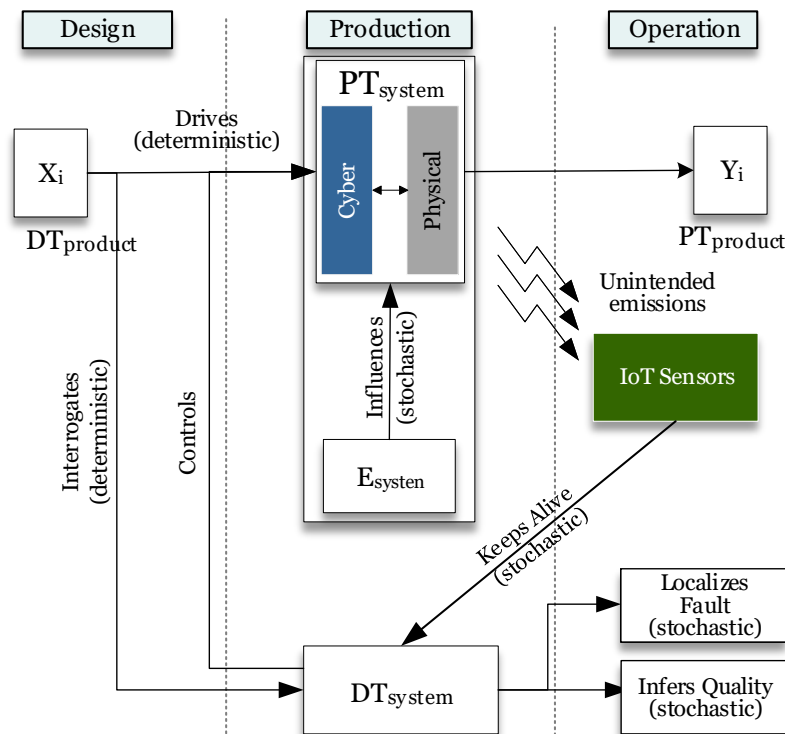 Design
Production
Operation
PTsystem
Drives
(deterministic)
Xi
DTproduct
Cyber
Physical
Yi
PTproduct
Unintended
emissions
IoT Sensors
Influences
(stochastic)
Esysten
Interrogates
(deterministic)
Controls
Keeps Alive
(stochastic)
DTsystem
Localizes
Fault
(stochastic)
Infers Quality
(stochastic)